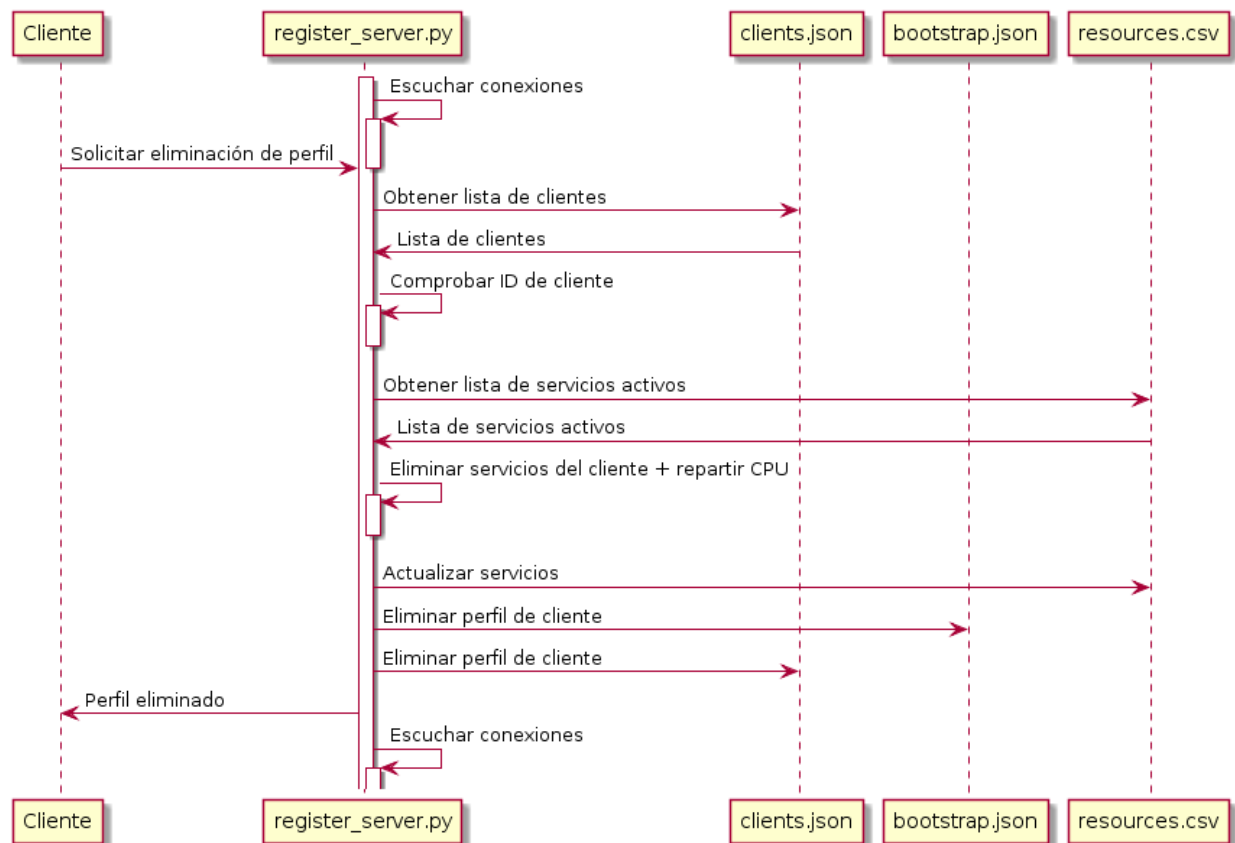 Cliente
register_server.py
clients.json
bootstrap.json
resources.csv
Escuchar conexiones
Solicitar eliminación de perfil
Obtener lista de clientes
Lista de clientes
Comprobar ID de cliente
Obtener lista de servicios activos
Lista de servicios activos
Eliminar servicios del cliente + repartir CPU
Actualizar servicios
Eliminar perfil de cliente
Eliminar perfil de cliente
Perfil eliminado
Escuchar conexiones
Cliente
register_server.py
clients.json
bootstrap.json
resources.csv